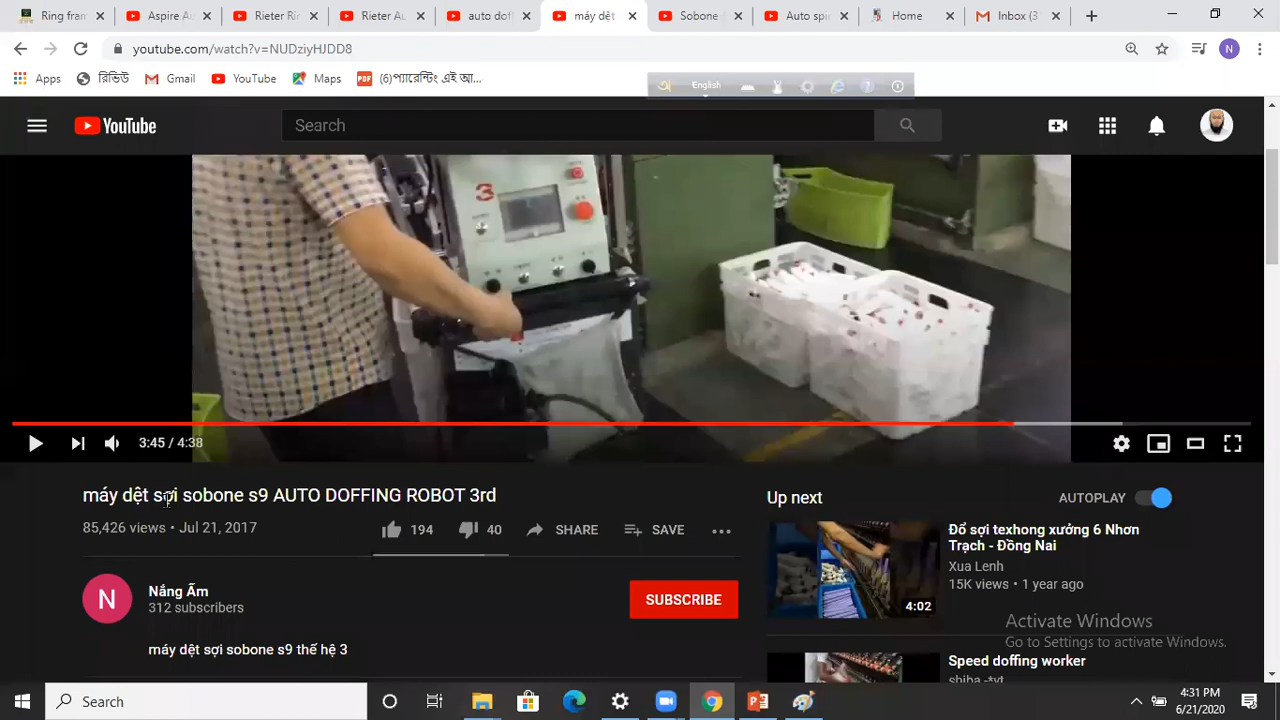 Ring fram Aspire Au Rieter Rin Rieter Au auto doff máy dệt Sobone Auto spi Home Inbox (3
youtube.com/watch?v=NUDziyHJDD8 N
Apps রিভিউ Gmail YouTube Maps PDF (6)প্যারেন্টিং এই আ...
অ English
YouTube Search
3
3:45 / 4:38
máy dệt sợi sobone s9 AUTO DOFFING ROBOT 3rd
85,426 views • Jul 21, 2017 194 40 SHARE SAVE
N Nắng Ấm
312 subscribers
SUBSCRIBE
máy dệt sợi sobone s9 thế hệ 3
Up next AUTOPLAY
4:02
Đổ sợi texhong xưởng 6 Nhơn
Trạch - Đồng Nai
Xua Lenh
15K views • 1 year ago
Activate Windows
Go to Settings to activate Windows.
Speed doffing worker
Search
4:31 PM
6/21/2020